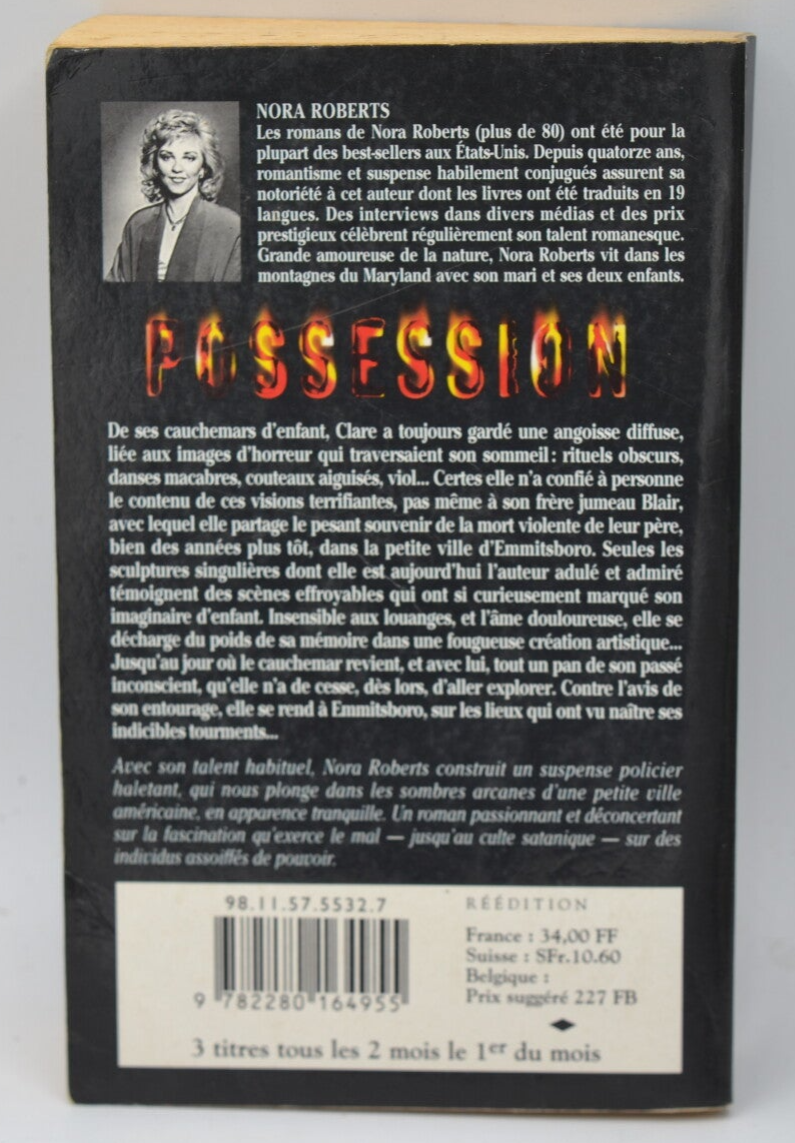 NORA ROBERTS
Les romans de Nora Roberts (plus de 80) ont été pour la
plupart des best-sellers aux États-Unis. Depuis quatorze ans,
romantisme et suspense habilement conjugués assurent sa
notoriété à cet auteur dont les livres ont été traduits en 19
langues. Des interviews dans divers médias et des prix
prestigieux célèbrent régulièrement son talent romanesque.
Grande amoureuse de la nature, Nora Roberts vit dans les
montagnes du Maryland avec son mari et ses deux enfants.
POSSESSION
De ses cauchemars d'enfant, Clare a toujours gardé une angoisse diffuse,
liée aux images d'horreur qui traversaient son sommeil : rituels obscurs,
danses macabres, couteaux aiguisés, viol... Certes elle n'a confié à personne
le contenu de ces visions terrifiantes, pas même à son frère jumeau Blair,
avec lequel elle partage le pesant souvenir de la mort violente de leur père,
bien des années plus tôt, dans la petite ville d'Emmitsboro. Seules les
sculptures singulières dont elle est aujourd'hui l'auteur adulé et admiré
témoignent des scènes effroyables qui ont si curieusement marqué son
imaginaire d'enfant. Insensible aux louanges, et l'âme douloureuse, elle se
décharge du poids de sa mémoire dans une fougueuse création artistique...
Jusqu'au jour où le cauchemar revient, et avec lui, tout un pan de son passé
inconscient, qu'elle n'a de cesse, dès lors, d'aller explorer. Contre l'avis de
son entourage, elle se rend à Emmitsboro, sur les lieux qui ont vu naître ses
indicibles tourments...
Avec son talent habituel, Nora Roberts construit un suspense policier
haletant, qui nous plonge dans les sombres arcanes d'une petite ville
américaine, en apparence tranquille. Un roman passionnant et déconcertant
sur la fascination qu'exerce le mal — jusqu'au culte satanique — sur des
individus assoiffés de pouvoir.
98.11.57.5532.7
9 782280 164955
RÉÉDITION
France : 34,00 FF
Suisse : SFr.10.60
Belgique :
Prix suggéré 227 FB
3 titres tous les 2 mois le 1er du mois